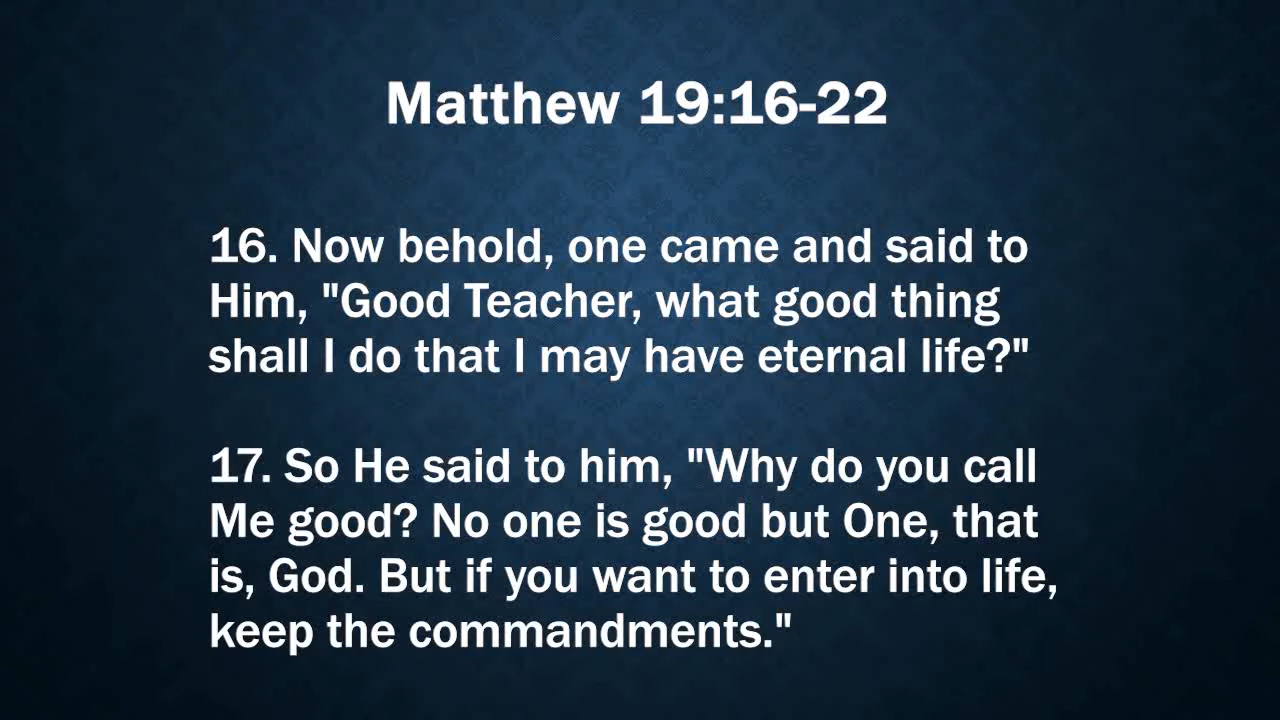 Matthew 19:16-22
16. Now behold, one came and said to
Him, "Good Teacher, what good thing
shall I do that I may have eternal life?"
17. So He said to him, "Why do you call
Me good? No one is good but One, that
is, God. But if you want to enter into life,
keep the commandments."